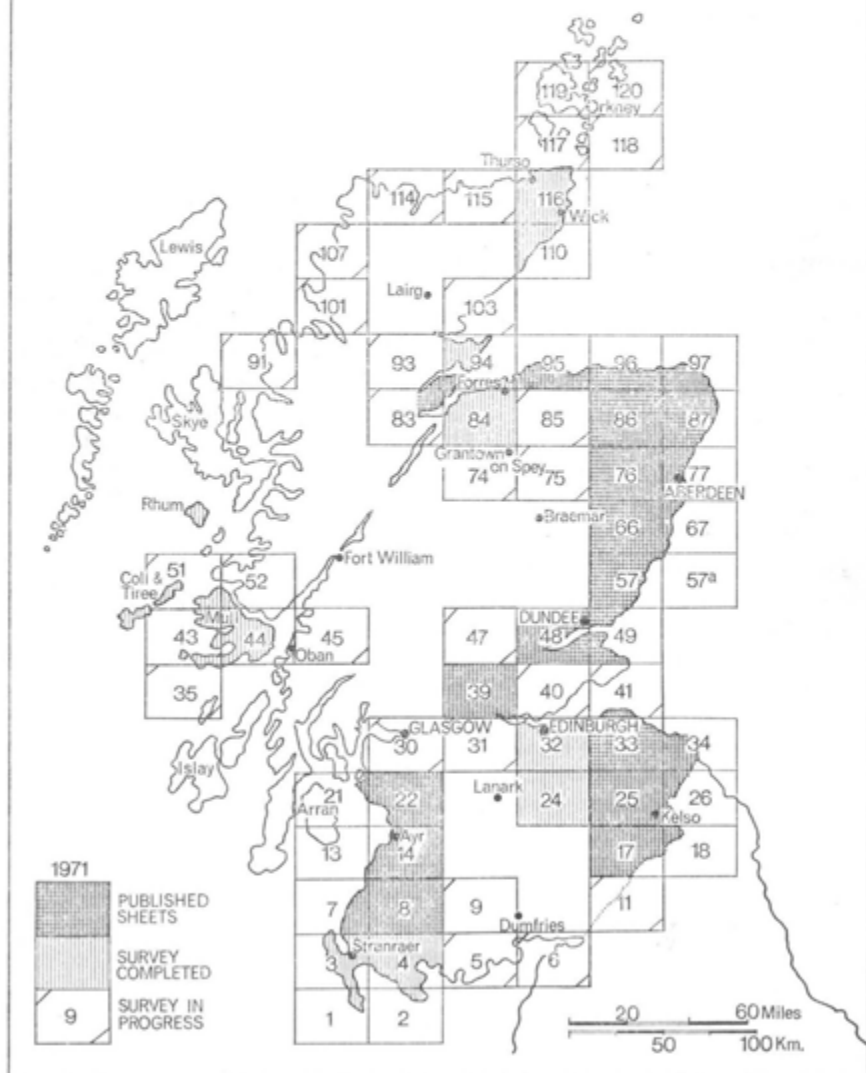 119 120
Orkney
117 118
Thurso
114 115 116
Wick
Lewis
107 110
Lairg
101 103
91 93 94 95 96 97
Forres
Skye
83 84 85 86 87
Grantown
on Spey
74 75 76 77
ABERDEEN
Rhum
Braemar
66 67
Fort William
51 52 57 57a
Coll &
Tiree
Mull
DUNDEE
43 44 45 47 48 49
Oban
35 39 40 41
GLASGOW EDINBURGH
30 31 32 33 34
Islay
21 22 Lanark 24 25 26
Arran
Kelso
Ayr
13 14 17 18
1971
PUBLISHED
SHEETS
7 8 9 11
Dumfries
Stranraer
SURVEY
COMPLETED
3 4 5 6
9 SURVEY IN
PROGRESS
1 2
20 60 Miles
50 100 Km.